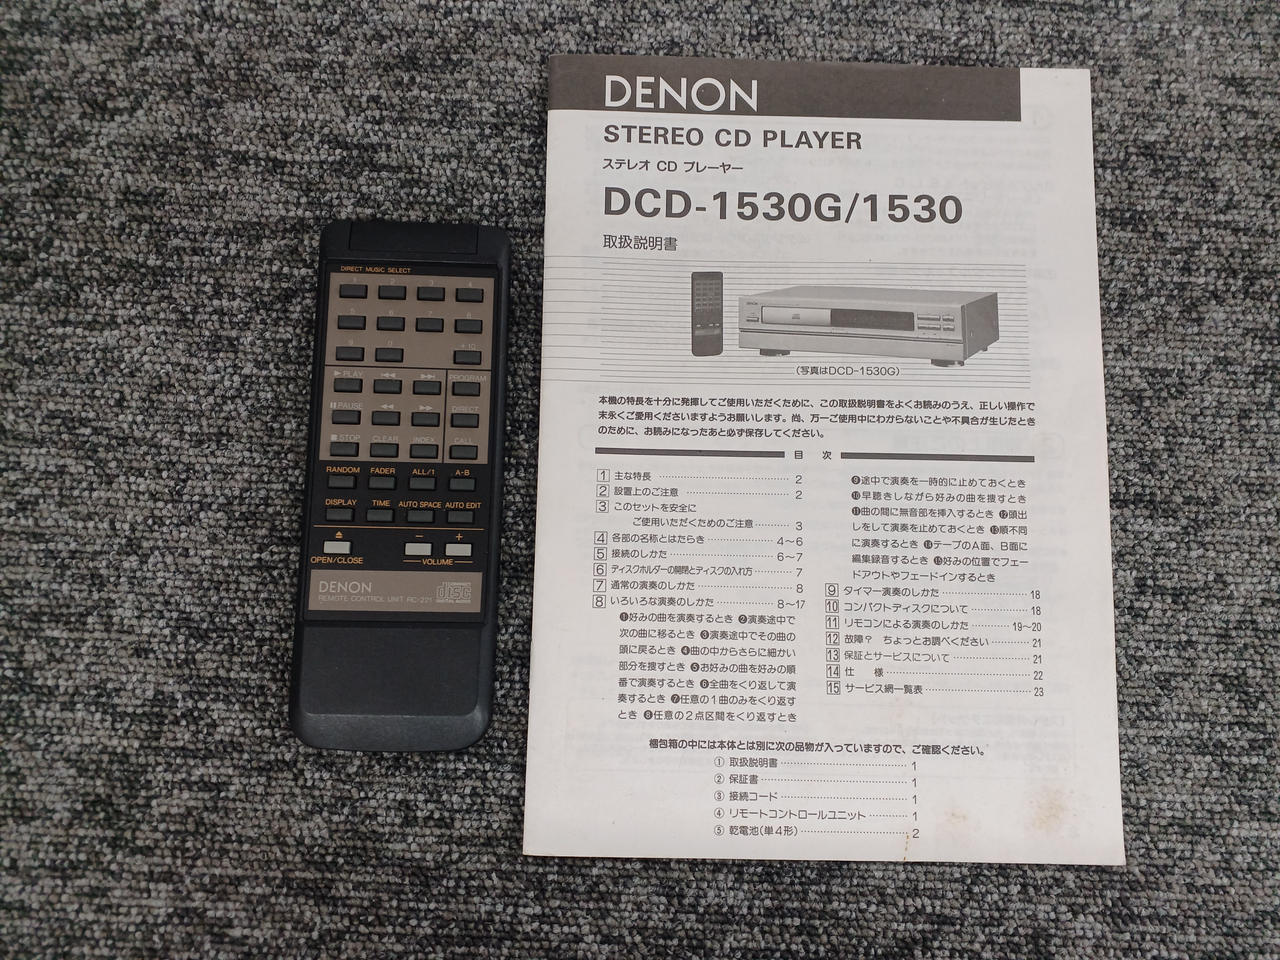 DIRECT MUSIC SELECT
1 2 3 4
5 6 7 8
9 0 +10
▶ PLAY ⏮ ⏭ PROGRAM
⏸ PAUSE ◀◀ ▶▶ DIRECT
■ STOP CLEAR INDEX CALL
RANDOM FADER ALL/1 A-B
DISPLAY TIME AUTO SPACE AUTO EDIT
⏏ − +
OPEN/CLOSE VOLUME
DENON
REMOTE CONTROL UNIT RC-271
COMPACT
disc
DIGITAL AUDIO
DENON
STEREO CD PLAYER
ステレオ CD プレーヤー
DCD-1530G/1530
取扱説明書
DENON
(写真はDCD-1530G)
本機の特長を十分に発揮してご使用いただくために、この取扱説明書をよくお読みのうえ、正しい操作で
末永くご愛用くださいますようお願いします。尚、万一ご使用中にわからないことや不具合が生じたとき
のために、お読みになったあと必ず保存してください。
目 次
1 主な特長 2
2 設置上のご注意 2
3 このセットを安全に
ご使用いただくためのご注意 3
4 各部の名称とはたらき 4〜6
5 接続のしかた 6〜7
6 ディスクホルダーの開閉とディスクの入れ方 7
7 通常の演奏のしかた 8
8 いろいろな演奏のしかた 8〜17
❶好みの曲を演奏するとき ❷演奏途中で
次の曲に移るとき ❸演奏途中でその曲の
頭に戻るとき ❹曲の中からさらに細かい
部分を捜すとき ❺お好みの曲を好みの順
番で演奏するとき ❻全曲をくり返して演
奏するとき ❼任意の1曲のみをくり返す
とき ❽任意の2点区間をくり返すとき
❾途中で演奏を一時的に止めておくとき
❿早聴きしながら好みの曲を捜すとき
⓫曲の間に無音部を挿入するとき ⓬頭出
しをして演奏を止めておくとき ⓭順不同
に演奏するとき ⓮テープのA面、B面に
編集録音するとき ⓯好みの位置でフェー
ドアウトやフェードインするとき
9 タイマー演奏のしかた 18
10 コンパクトディスクについて 18
11 リモコンによる演奏のしかた 19〜20
12 故障? ちょっとお調べください 21
13 保証とサービスについて 21
14 仕 様 22
15 サービス網一覧表 23
梱包箱の中には本体とは別に次の品物が入っていますので、ご確認ください。
① 取扱説明書 1
② 保証書 1
③ 接続コード 1
④ リモートコントロールユニット 1
⑤ 乾電池(単4形) 2